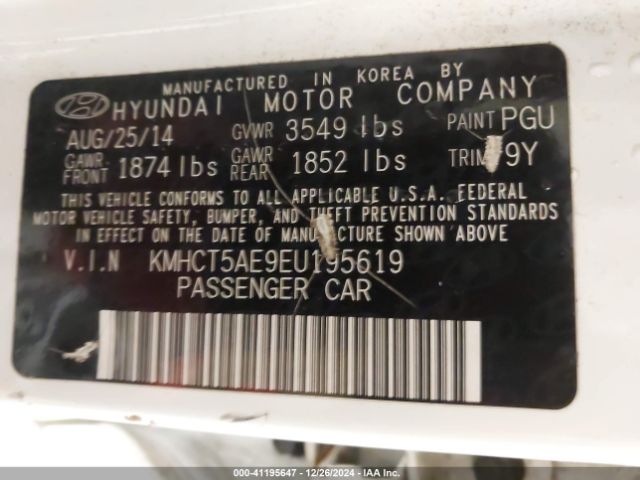 MANUFACTURED IN KOREA BY
HYUNDAI MOTOR COMPANY
AUG/25/14 GVWR 3549 lbs PAINT PGU
GAWR FRONT 1874 lbs GAWR REAR 1852 lbs TRIM 9Y
THIS VEHICLE CONFORMS TO ALL APPLICABLE U.S.A. FEDERAL
MOTOR VEHICLE SAFETY, BUMPER, AND THEFT PREVENTION STANDARDS
IN EFFECT ON THE DATE OF MANUFACTURE SHOWN ABOVE
V.I.N KMHCT5AE9EU195619
PASSENGER CAR
000-41195647 • 12/26/2024 - IAA Inc.